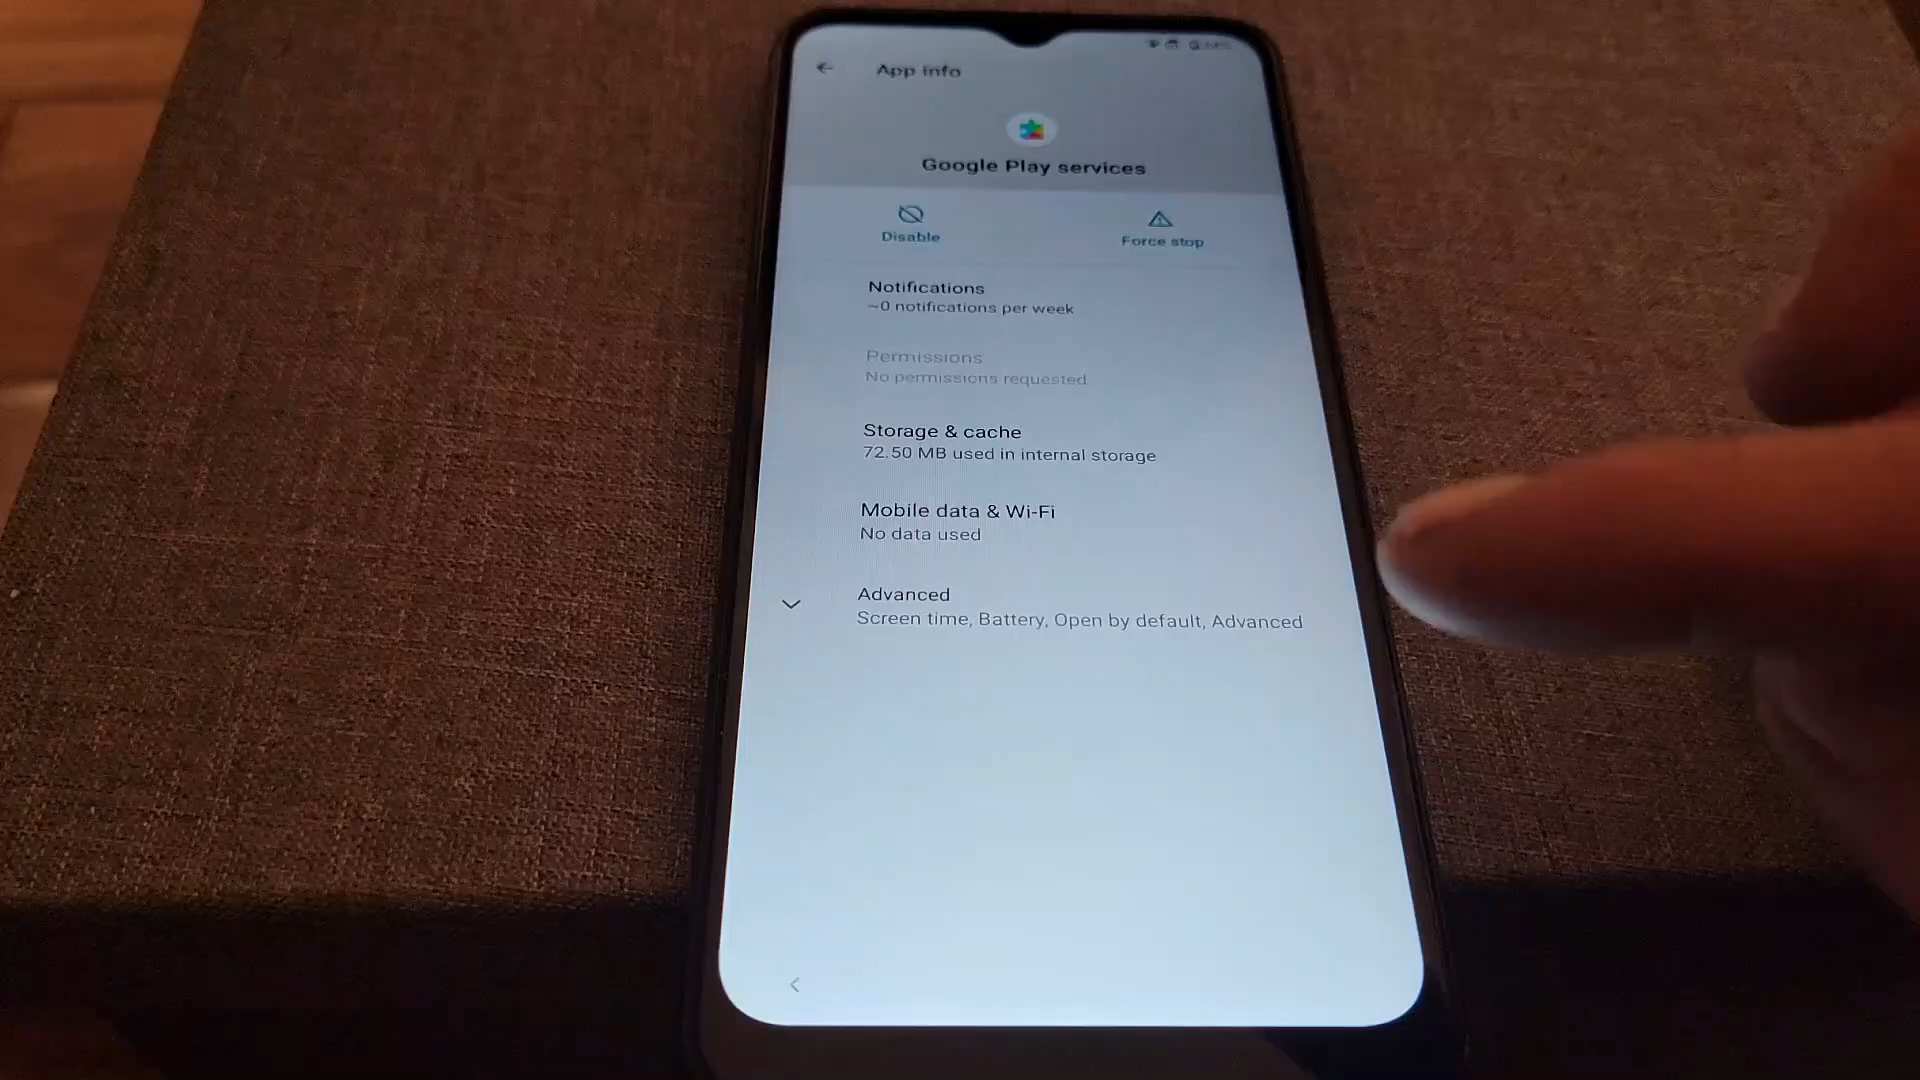 App info
Google Play services
Disable
Force stop
Notifications
~0 notifications per week
Permissions
No permissions requested
Storage & cache
72.50 MB used in internal storage
Mobile data & Wi-Fi
No data used
Advanced
Screen time, Battery, Open by default, Advanced